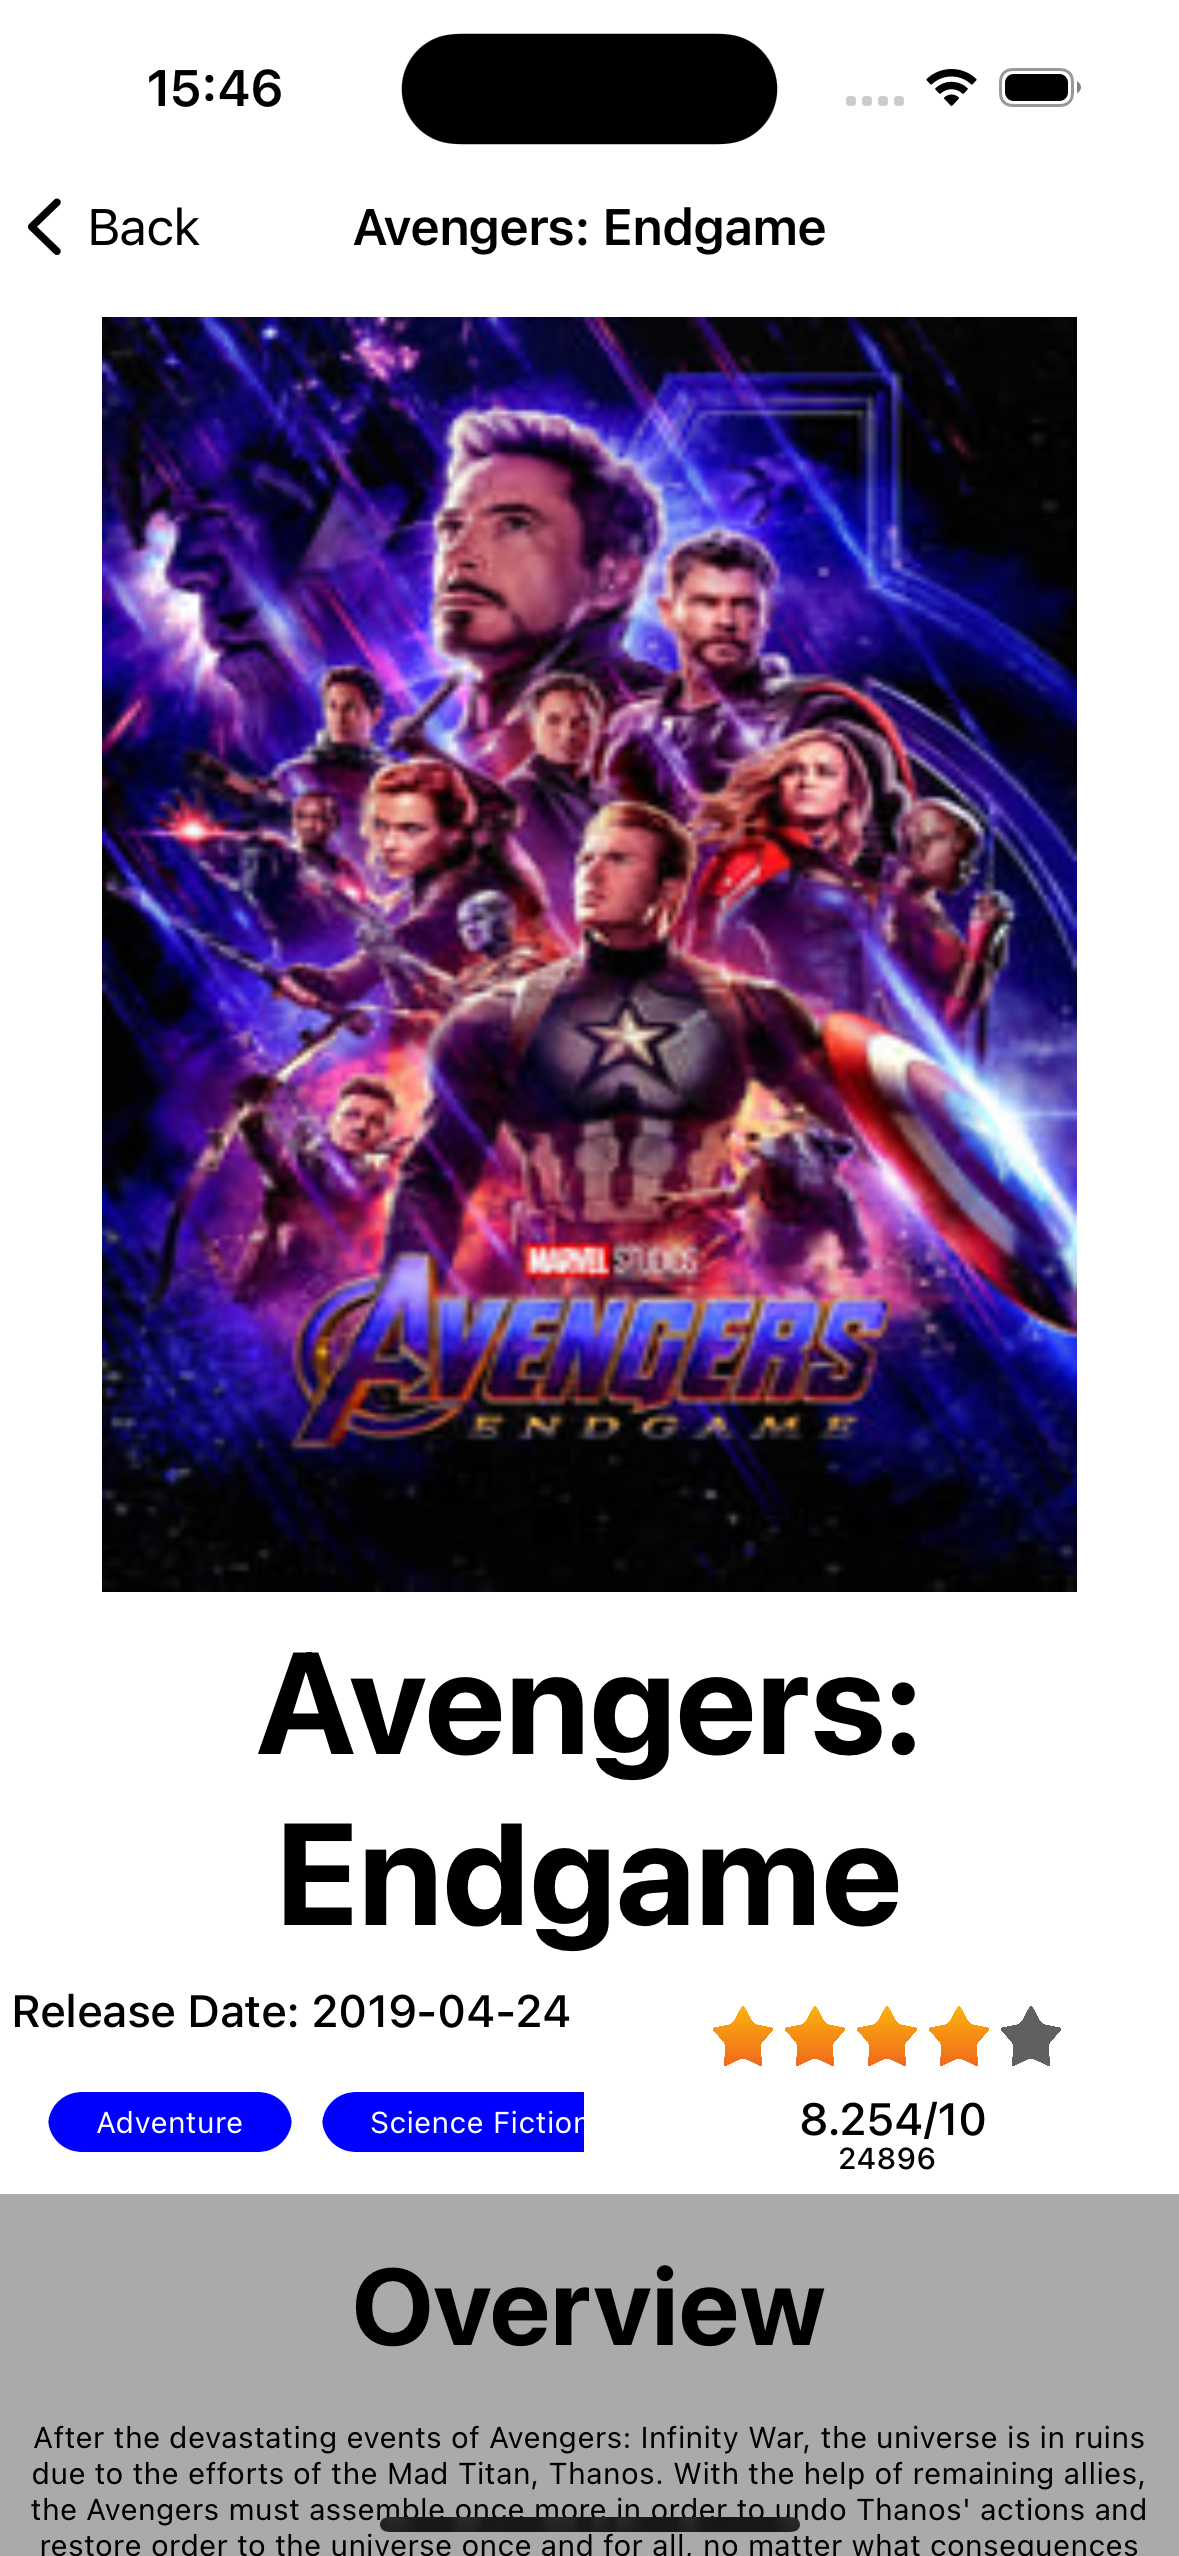 15:46
Back
Avengers: Endgame
MARVEL STUDIOS
AVENGERS
ENDGAME
Avengers:
Endgame
Release Date: 2019-04-24
Adventure
Science Fiction
8.254/10
24896
Overview
After the devastating events of Avengers: Infinity War, the universe is in ruins
due to the efforts of the Mad Titan, Thanos. With the help of remaining allies,
the Avengers must assemble once more in order to undo Thanos' actions and
restore order to the universe once and for all, no matter what consequences